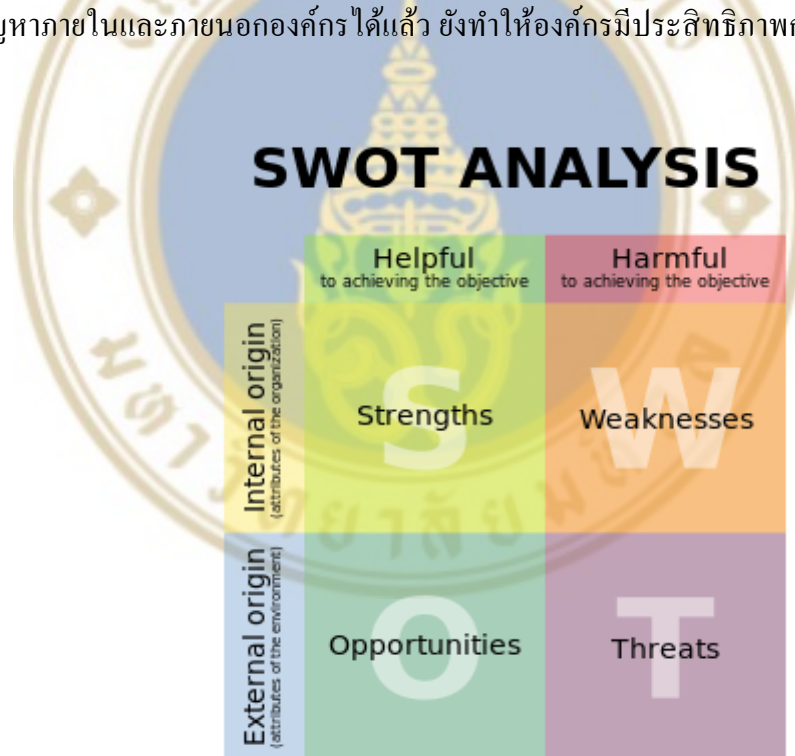 ญหาภายในและภายนอกองค์กรได้แล้ว ยังทำให้องค์กรมีประสิทธิภาพ
SWOT ANALYSIS
Helpful
to achieving the objective
Harmful
to achieving the objective
Internal origin
(attributes of the organization)
S
Strengths
W
Weaknesses
External origin
(attributes of the environment)
O
Opportunities
T
Threats